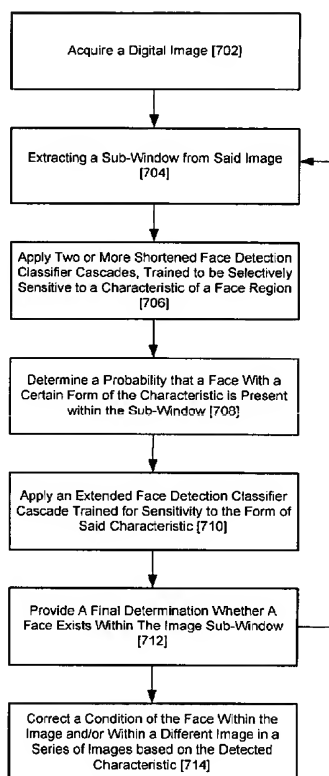 Acquire a Digital Image [702]
Extracting a Sub-Window from Said Image
[704]
Apply Two or More Shortened Face Detection
Classifier Cascades, Trained to be Selectively
Sensitive to a Characteristic of a Face Region
[706]
Determine a Probability that a Face With a
Certain Form of the Characteristic is Present
within the Sub-Window [708]
Apply an Extended Face Detection Classifier
Cascade Trained for Sensitivity to the Form of
Said Characteristic [710]
Provide A Final Determination Whether A
Face Exists Within The Image Sub-Window
[712]
Correct a Condition of the Face Within the
Image and/or Within a Different Image in a
Series of Images based on the Detected
Characteristic [714]